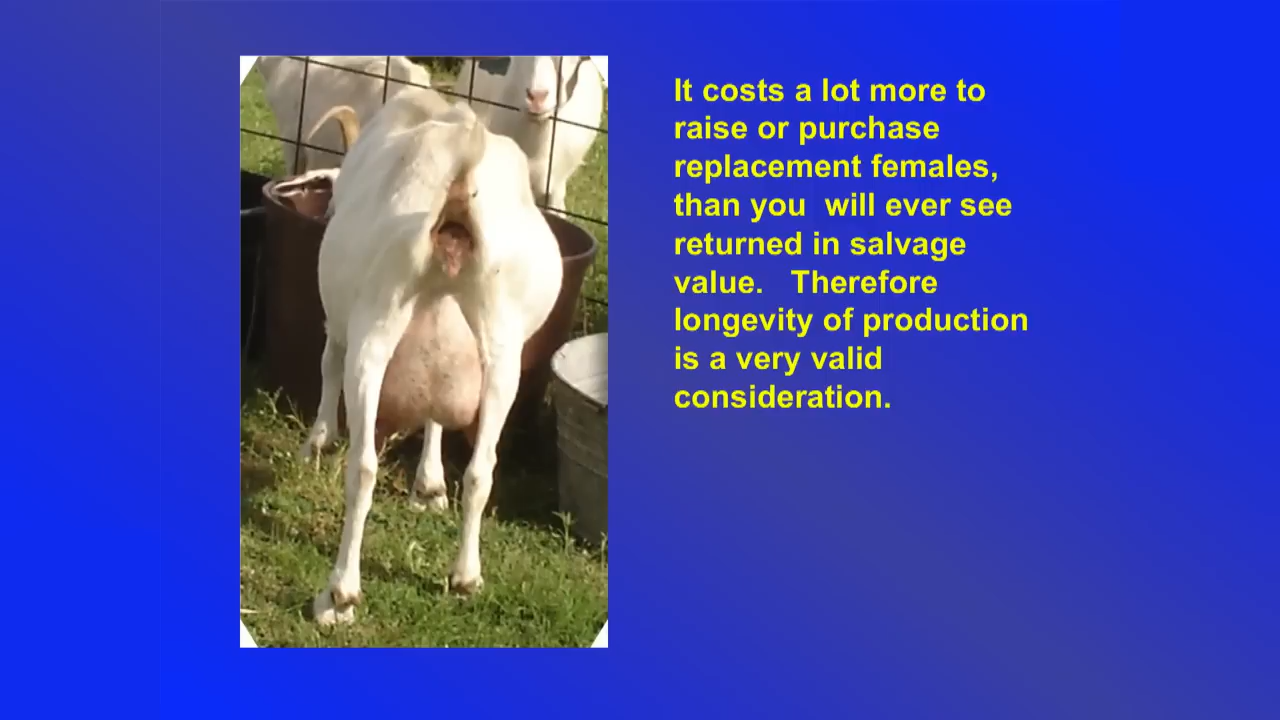 It costs a lot more to
raise or purchase
replacement females,
than you  will ever see
returned in salvage
value.   Therefore
longevity of production
is a very valid
consideration.